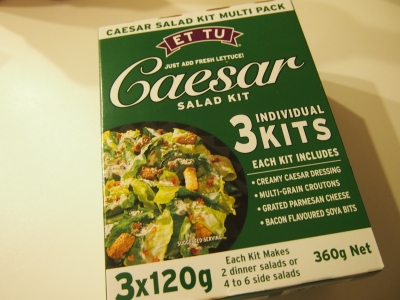 CAESAR SALAD KIT MULTI PACK
ET TU
JUST ADD FRESH LETTUCE!
Caesar
SALAD KIT
3 INDIVIDUAL
KITS
EACH KIT INCLUDES
• CREAMY CAESAR DRESSING
• MULTI-GRAIN CROUTONS
• GRATED PARMESAN CHEESE
• BACON FLAVOURED SOYA BITS
SUGGESTED SERVING
3x120g
Each Kit Makes
2 dinner salads or
4 to 6 side salads
360g Net